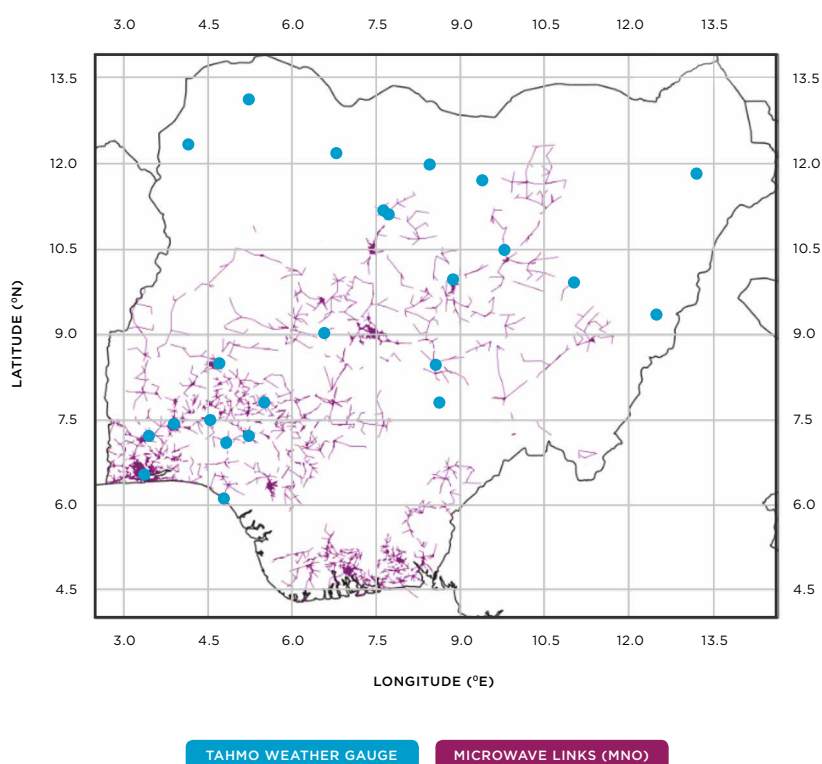 3.0 4.5 6.0 7.5 9.0 10.5 12.0 13.5
13.5 13.5
12.0 12.0
10.5 10.5
9.0 9.0
7.5 7.5
6.0 6.0
4.5 4.5
LATITUDE (⁰N)
3.0 4.5 6.0 7.5 9.0 10.5 12.0 13.5
LONGITUDE (⁰E)
TAHMO WEATHER GAUGE MICROWAVE LINKS (MNO)